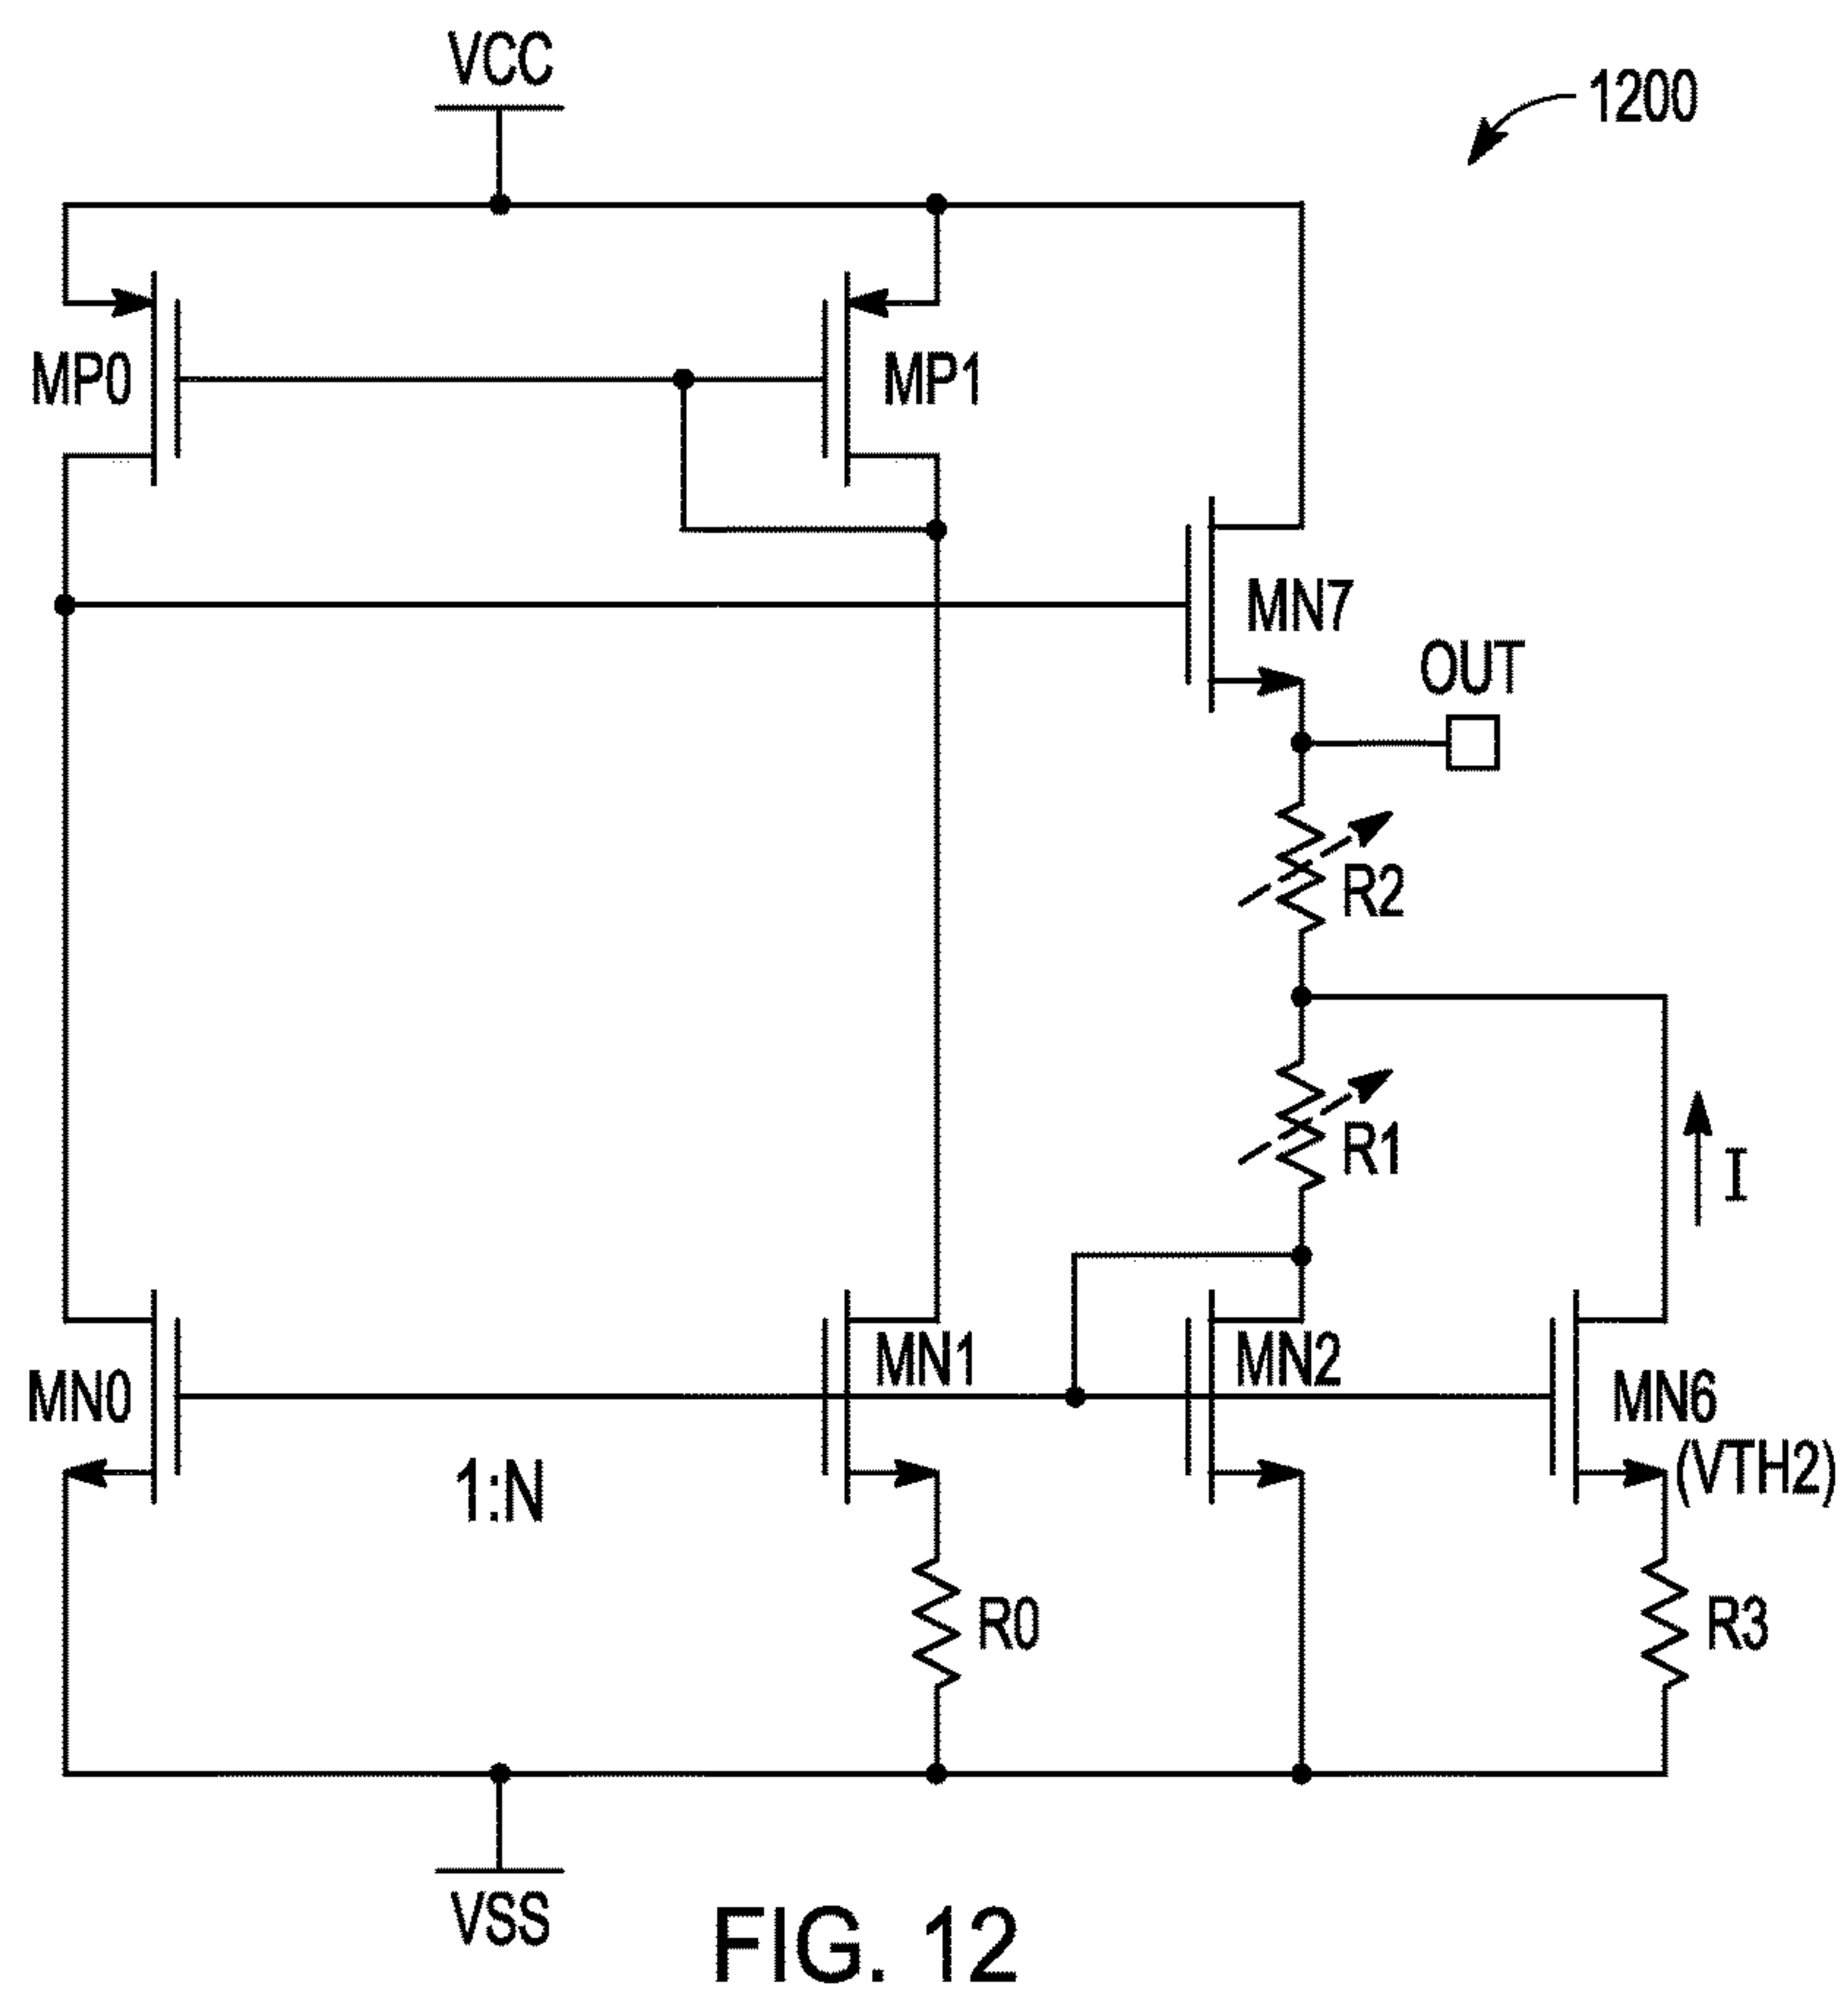 VCC
1200
MP0
MP1
MN7
OUT
R2
R1
I
MN0
MN1
MN2
MN6
(VTH2)
1:N
R0
R3
VSS
FIG. 12